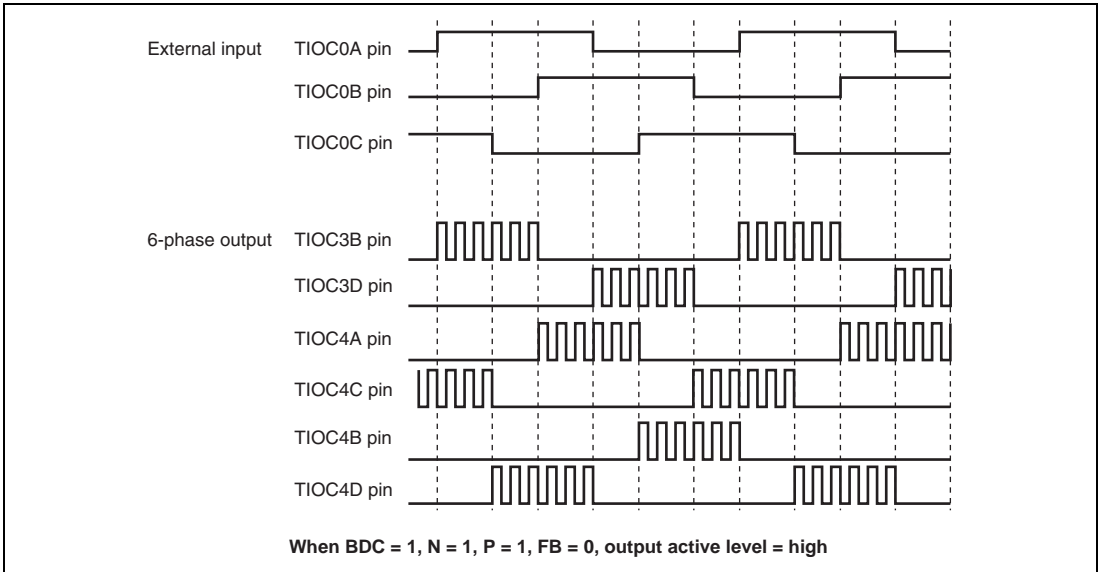 External input TIOC0A pin
TIOC0B pin
TIOC0C pin
6-phase output TIOC3B pin
TIOC3D pin
TIOC4A pin
TIOC4C pin
TIOC4B pin
TIOC4D pin
When BDC = 1, N = 1, P = 1, FB = 0, output active level = high